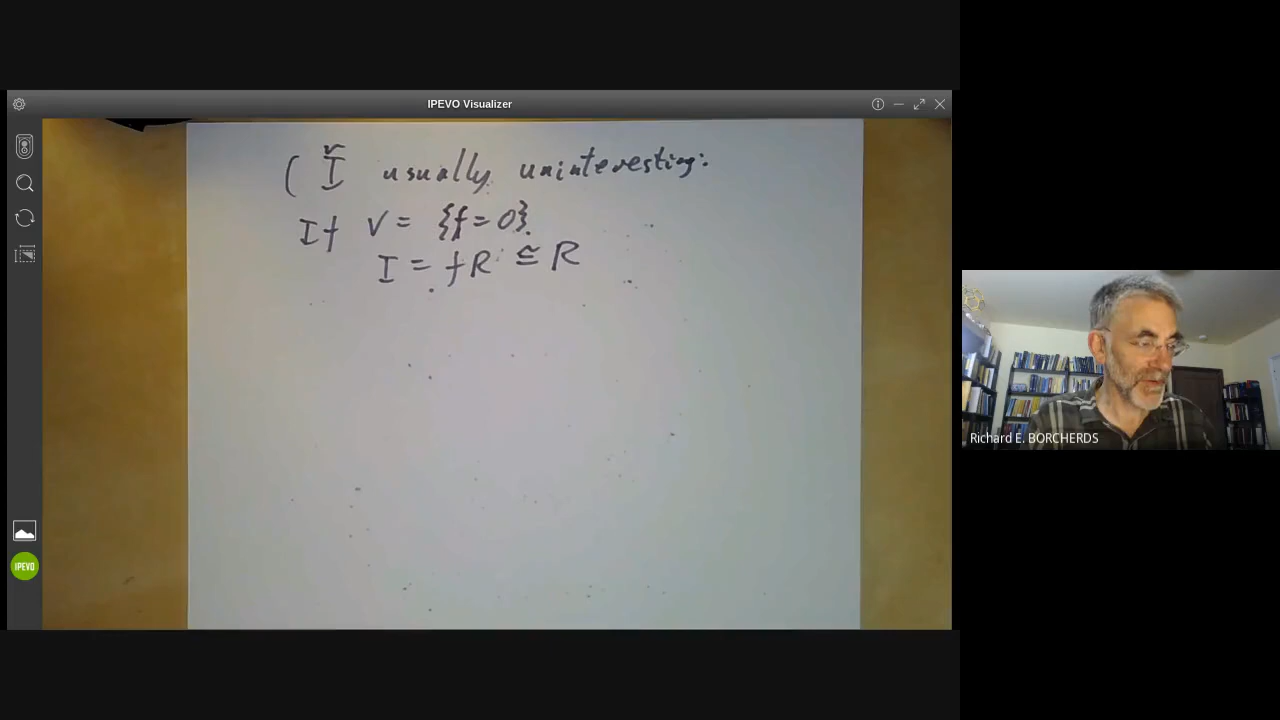 IPEVO Visualizer
( Ǐ usually uninteresting:
If V = {f=0}.
I = fR ≅ R
Richard E. BORCHERDS
IPEVO